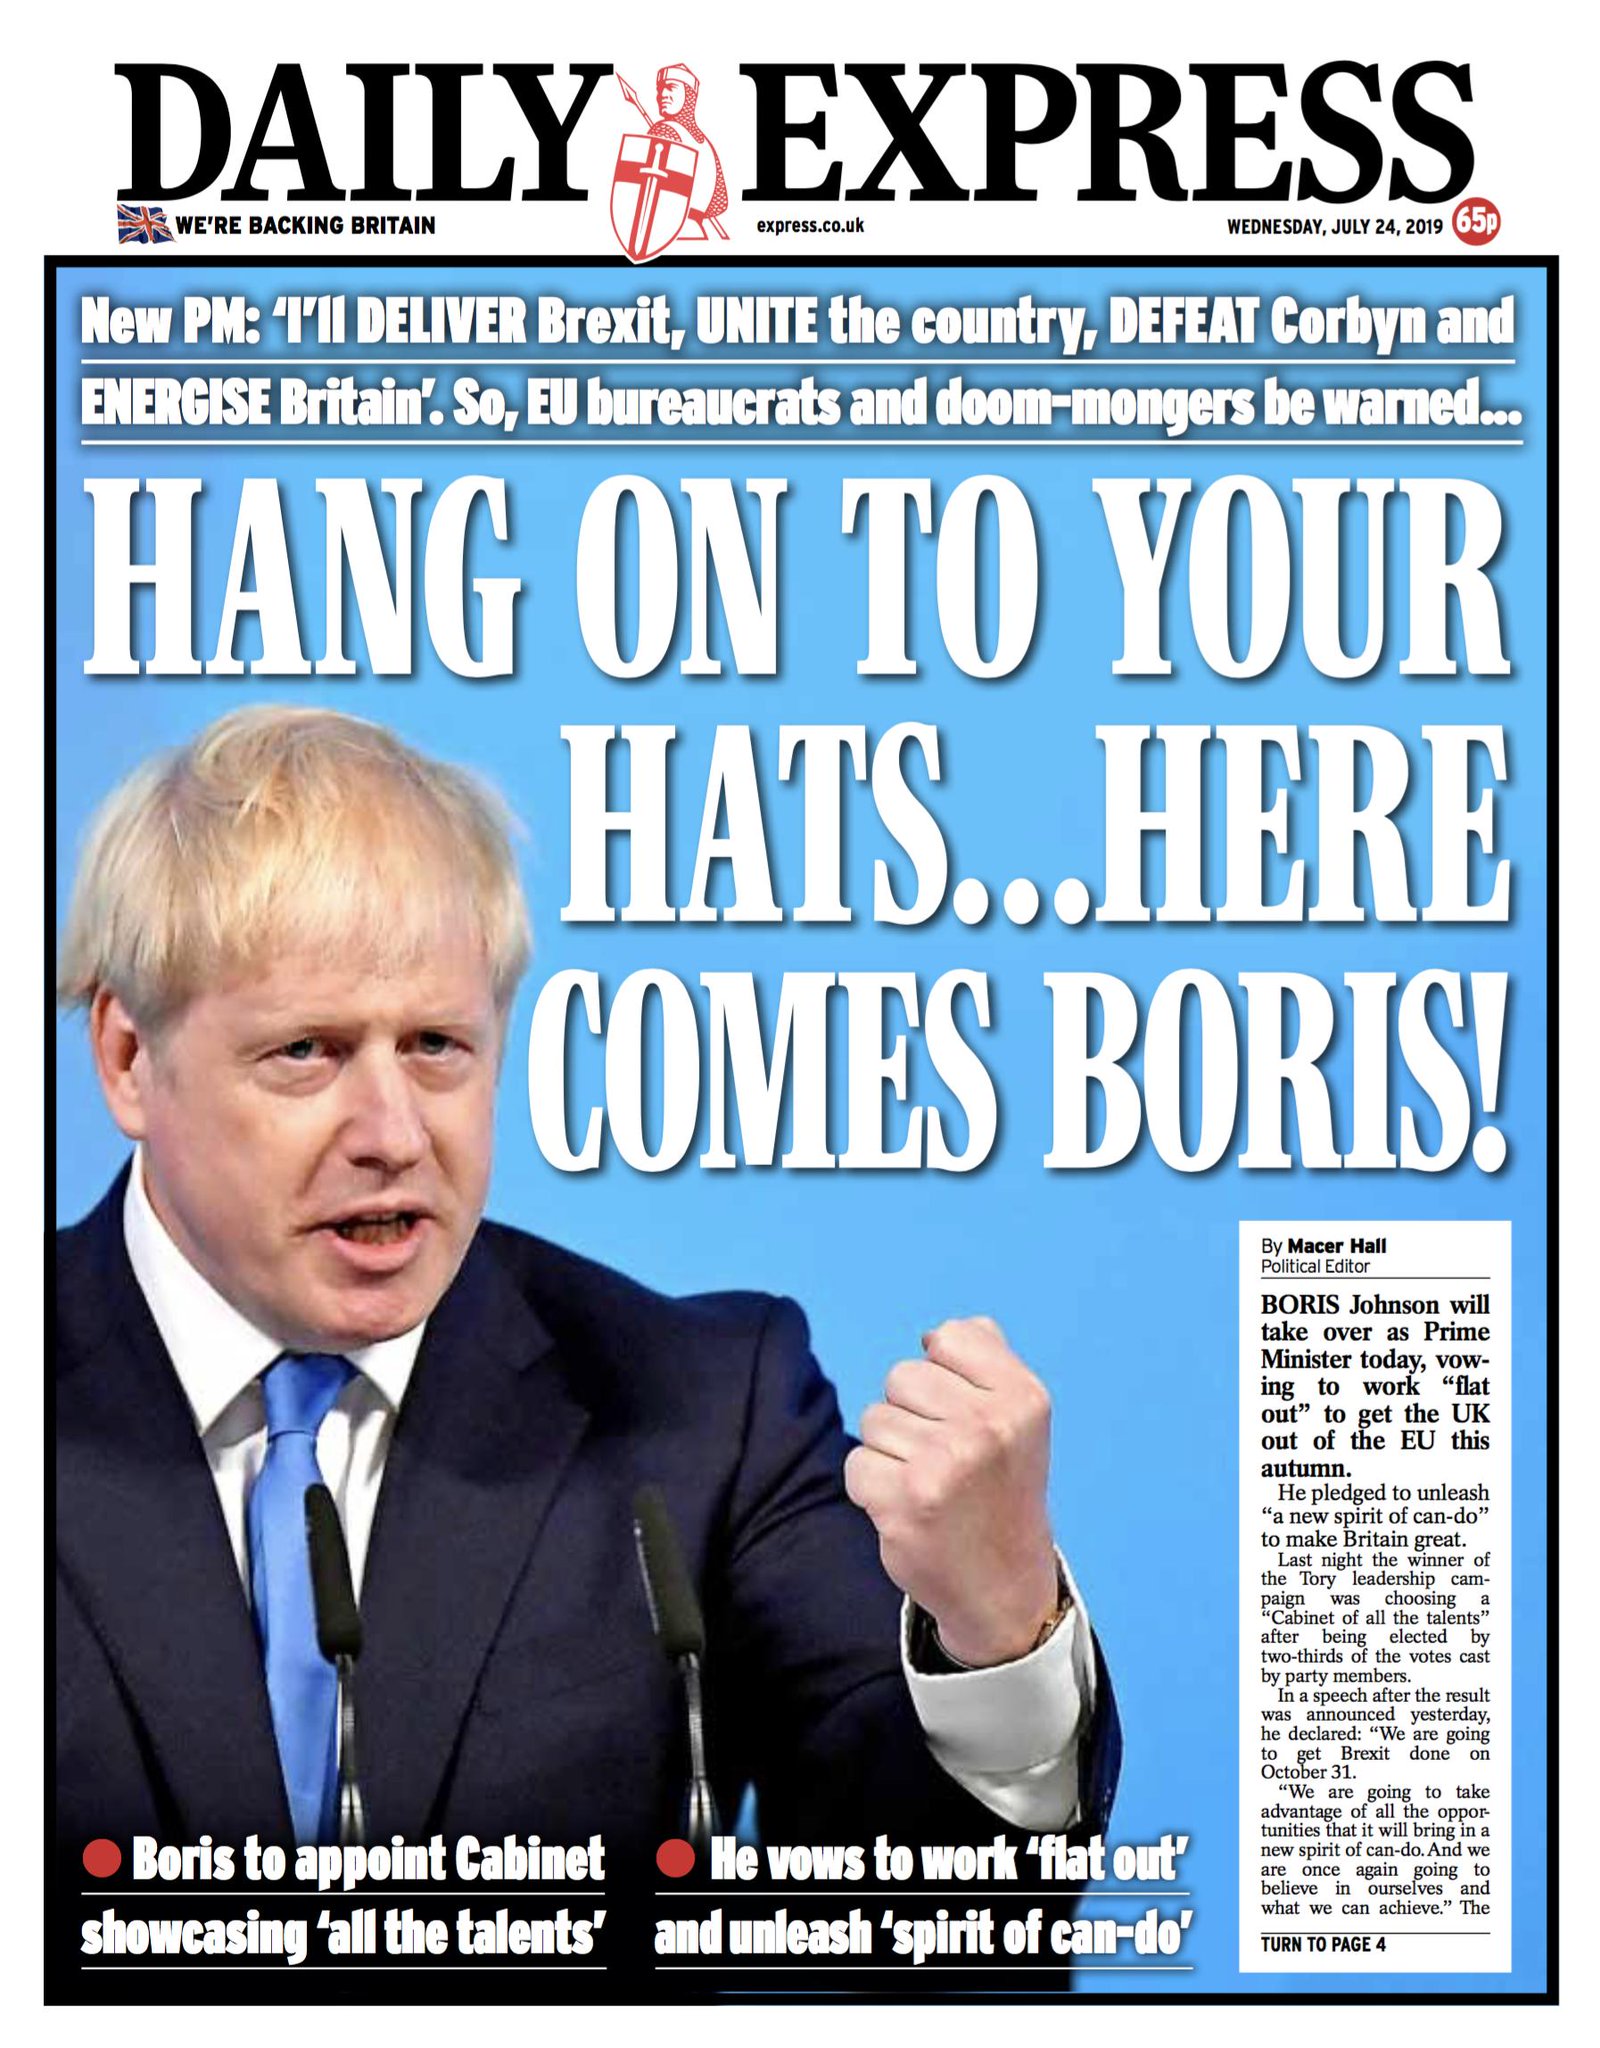 DAILY EXPRESS
WE'RE BACKING BRITAIN
express.co.uk
WEDNESDAY, JULY 24, 2019
65p
New PM: ‘I’ll DELIVER Brexit, UNITE the country, DEFEAT Corbyn and
ENERGISE Britain’. So, EU bureaucrats and doom-mongers be warned...
HANG ON TO YOUR
HATS...HERE
COMES BORIS!
By Macer Hall
Political Editor
BORIS Johnson will
take over as Prime
Minister today, vow-
ing to work “flat
out” to get the UK
out of the EU this
autumn.
He pledged to unleash
“a new spirit of can-do”
to make Britain great.
Last night the winner of
the Tory leadership cam-
paign was choosing a
“Cabinet of all the talents”
after being elected by
two-thirds of the votes cast
by party members.
In a speech after the result
was announced yesterday,
he declared: “We are going
to get Brexit done on
October 31.
“We are going to take
advantage of all the oppor-
tunities that it will bring in a
new spirit of can-do. And we
are once again going to
believe in ourselves and
what we can achieve.” The
TURN TO PAGE 4
● Boris to appoint Cabinet
showcasing ‘all the talents’
● He vows to work ‘flat out’
and unleash ‘spirit of can-do’